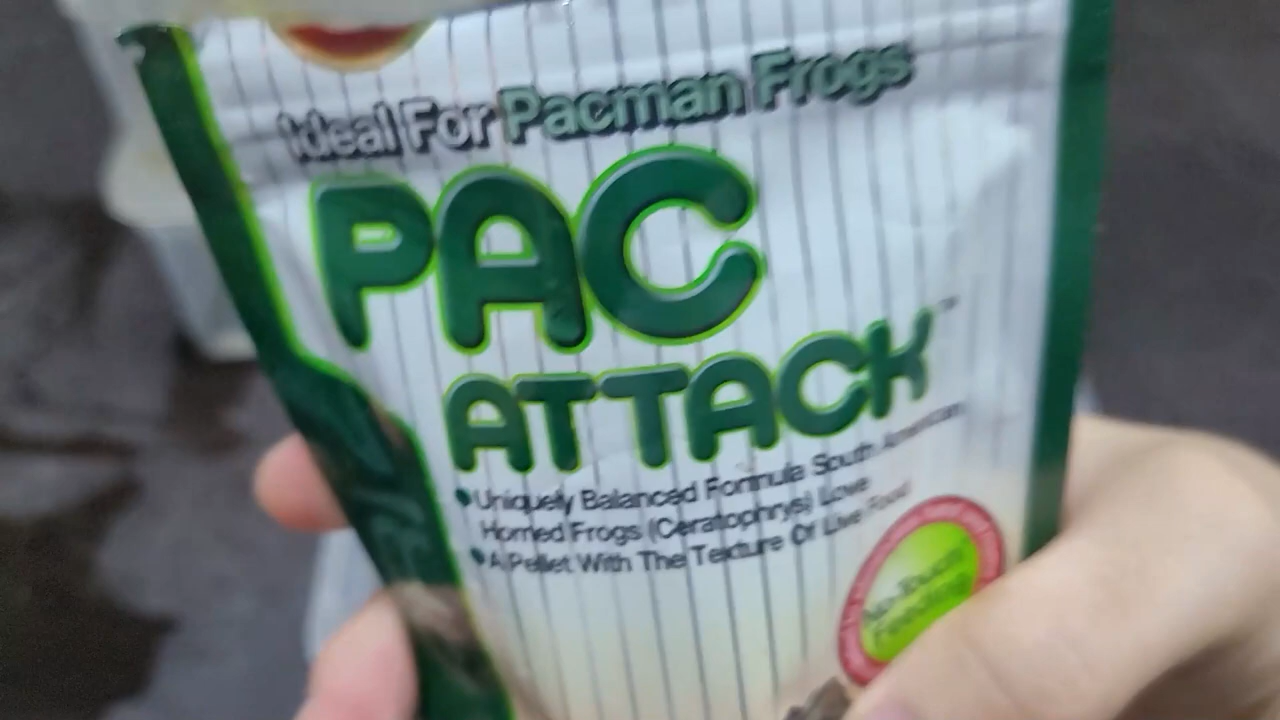 Ideal For Pacman Frogs
PAC
ATTACK™
•Uniquely Balanced Formula South American
Horned Frogs (Ceratophrys) Love
•A Pellet With The Texture Of Live Food